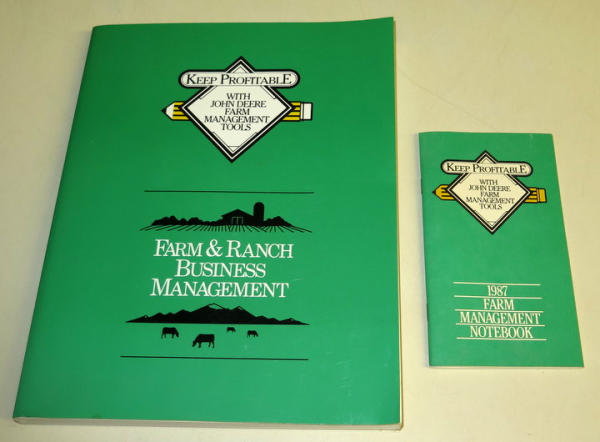 KEEP PROFITABLE
WITH
JOHN DEERE
FARM
MANAGEMENT
TOOLS
FARM & RANCH
BUSINESS
MANAGEMENT
KEEP PROFITABLE
WITH
JOHN DEERE
FARM
MANAGEMENT
TOOLS
1987
FARM
MANAGEMENT
NOTEBOOK